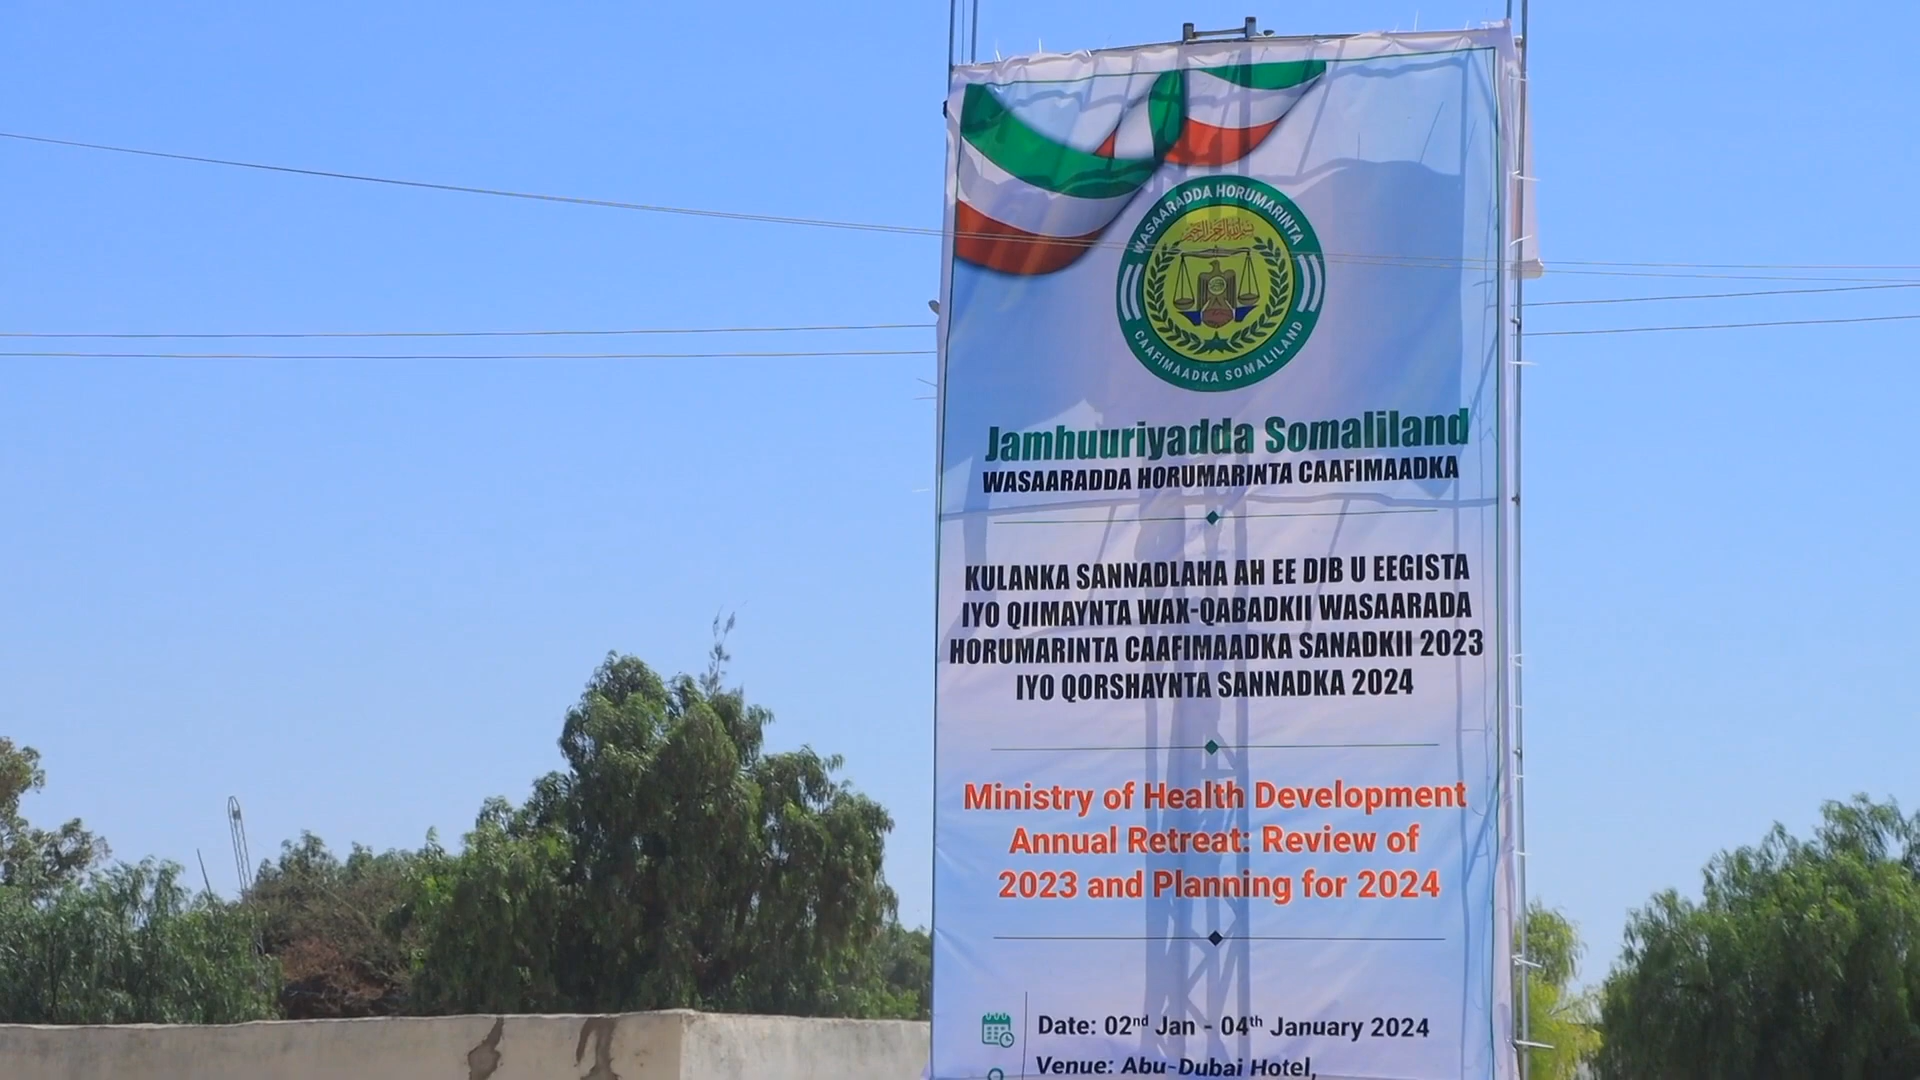 WASAARADDA HORUMARINTA
CAAFIMAADKA SOMALILAND
Jamhuuriyadda Somaliland
WASAARADDA HORUMARINTA CAAFIMAADKA
KULANKA SANNADLAHA AH EE DIB U EEGISTA
IYO QIIMAYNTA WAX-QABADKII WASAARADA
HORUMARINTA CAAFIMAADKA SANADKII 2023
IYO QORSHAYNTA SANNADKA 2024
Ministry of Health Development
Annual Retreat: Review of
2023 and Planning for 2024
Date: 02nd Jan - 04th January 2024
Venue: Abu-Dubai Hotel,